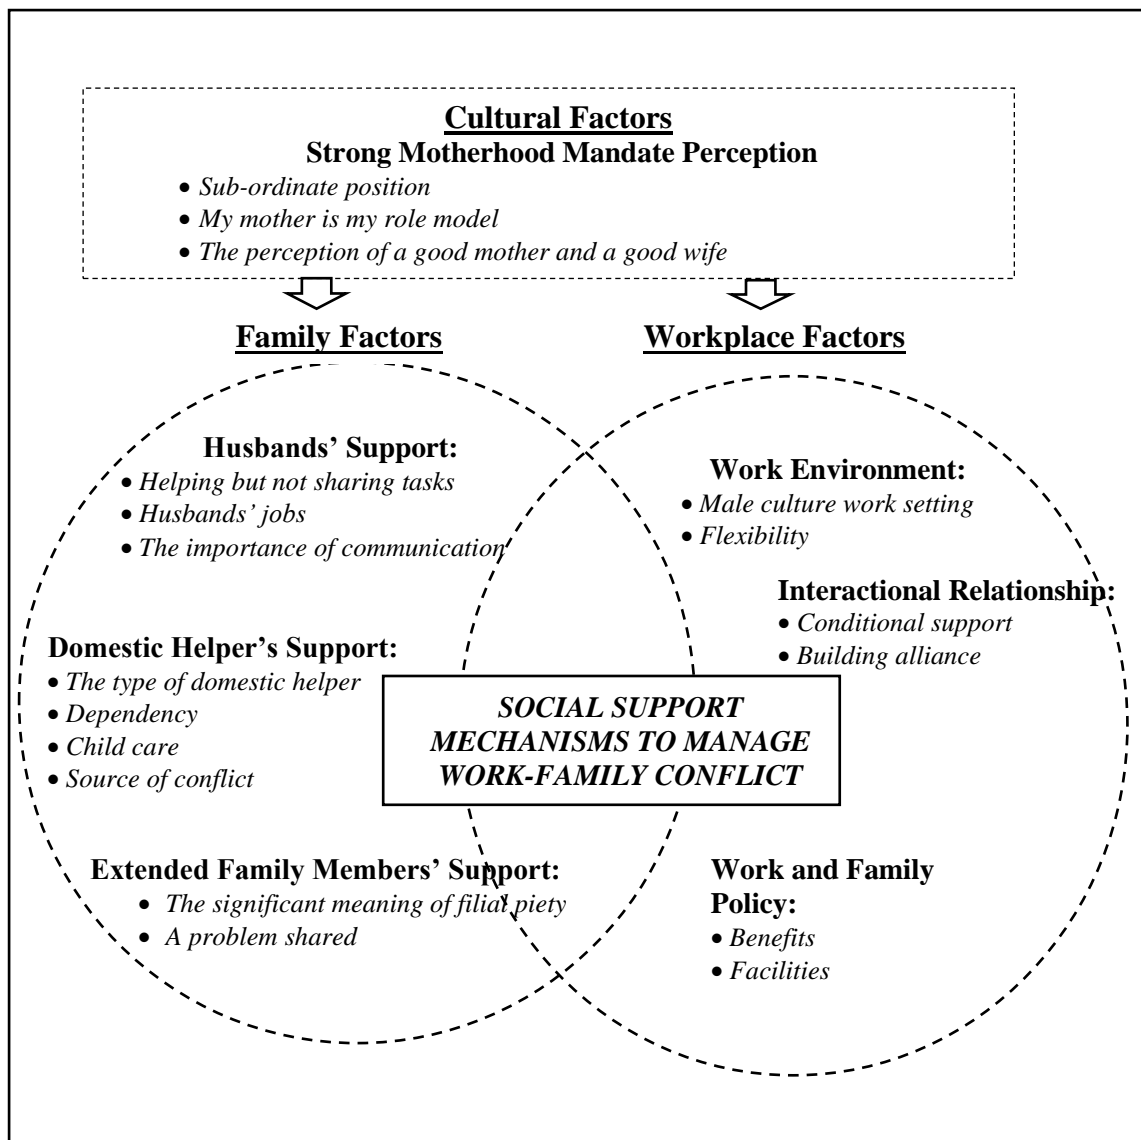 Cultural Factors
Strong Motherhood Mandate Perception
• Sub-ordinate position
• My mother is my role model
• The perception of a good mother and a good wife
Family Factors
Workplace Factors
Husbands’ Support:
• Helping but not sharing tasks
• Husbands’ jobs
• The importance of communication
Domestic Helper’s Support:
• The type of domestic helper
• Dependency
• Child care
• Source of conflict
Extended Family Members’ Support:
• The significant meaning of filial piety
• A problem shared
SOCIAL SUPPORT
MECHANISMS TO MANAGE
WORK-FAMILY CONFLICT
Work Environment:
• Male culture work setting
• Flexibility
Interactional Relationship:
• Conditional support
• Building alliance
Work and Family
Policy:
• Benefits
• Facilities